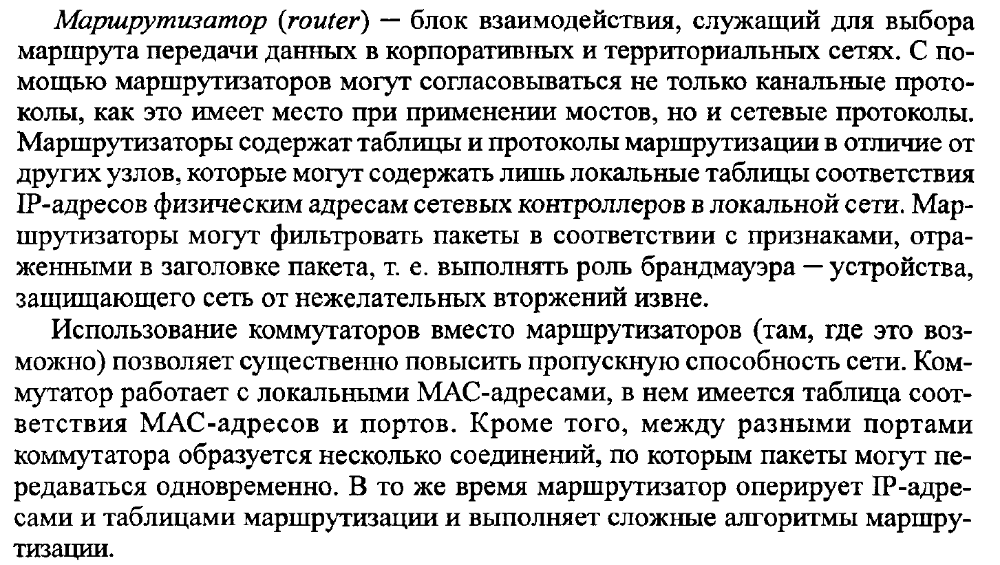 Маршрутизатор (router) — блок взаимодействия, служащий для выбора
маршрута передачи данных в корпоративных и территориальных сетях. С по-
мощью маршрутизаторов могут согласовываться не только канальные прото-
колы, как это имеет место при применении мостов, но и сетевые протоколы.
Маршрутизаторы содержат таблицы и протоколы маршрутизации в отличие от
других узлов, которые могут содержать лишь локальные таблицы соответствия
IP-адресов физическим адресам сетевых контроллеров в локальной сети. Мар-
шрутизаторы могут фильтровать пакеты в соответствии с признаками, отра-
женными в заголовке пакета, т. е. выполнять роль брандмауэра — устройства,
защищающего сеть от нежелательных вторжений извне.
Использование коммутаторов вместо маршрутизаторов (там, где это воз-
можно) позволяет существенно повысить пропускную способность сети. Ком-
мутатор работает с локальными МАС-адресами, в нем имеется таблица соот-
ветствия МАС-адресов и портов. Кроме того, между разными портами
коммутатора образуется несколько соединений, по которым пакеты могут пе-
редаваться одновременно. В то же время маршрутизатор оперирует IP-адре-
сами и таблицами маршрутизации и выполняет сложные алгоритмы маршру-
тизации.